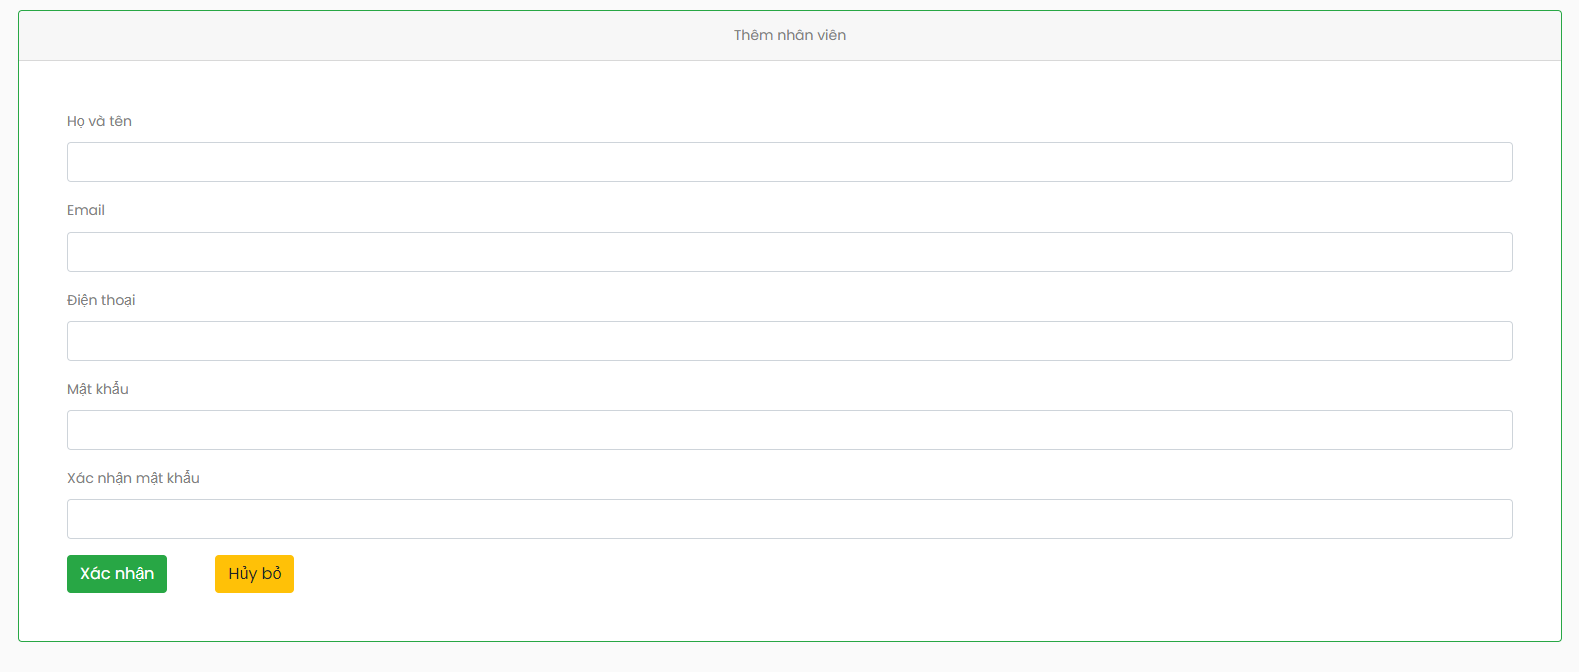 Thêm nhân viên
Họ và tên
Email
Điện thoại
Mật khẩu
Xác nhận mật khẩu
Xác nhận
Hủy bỏ